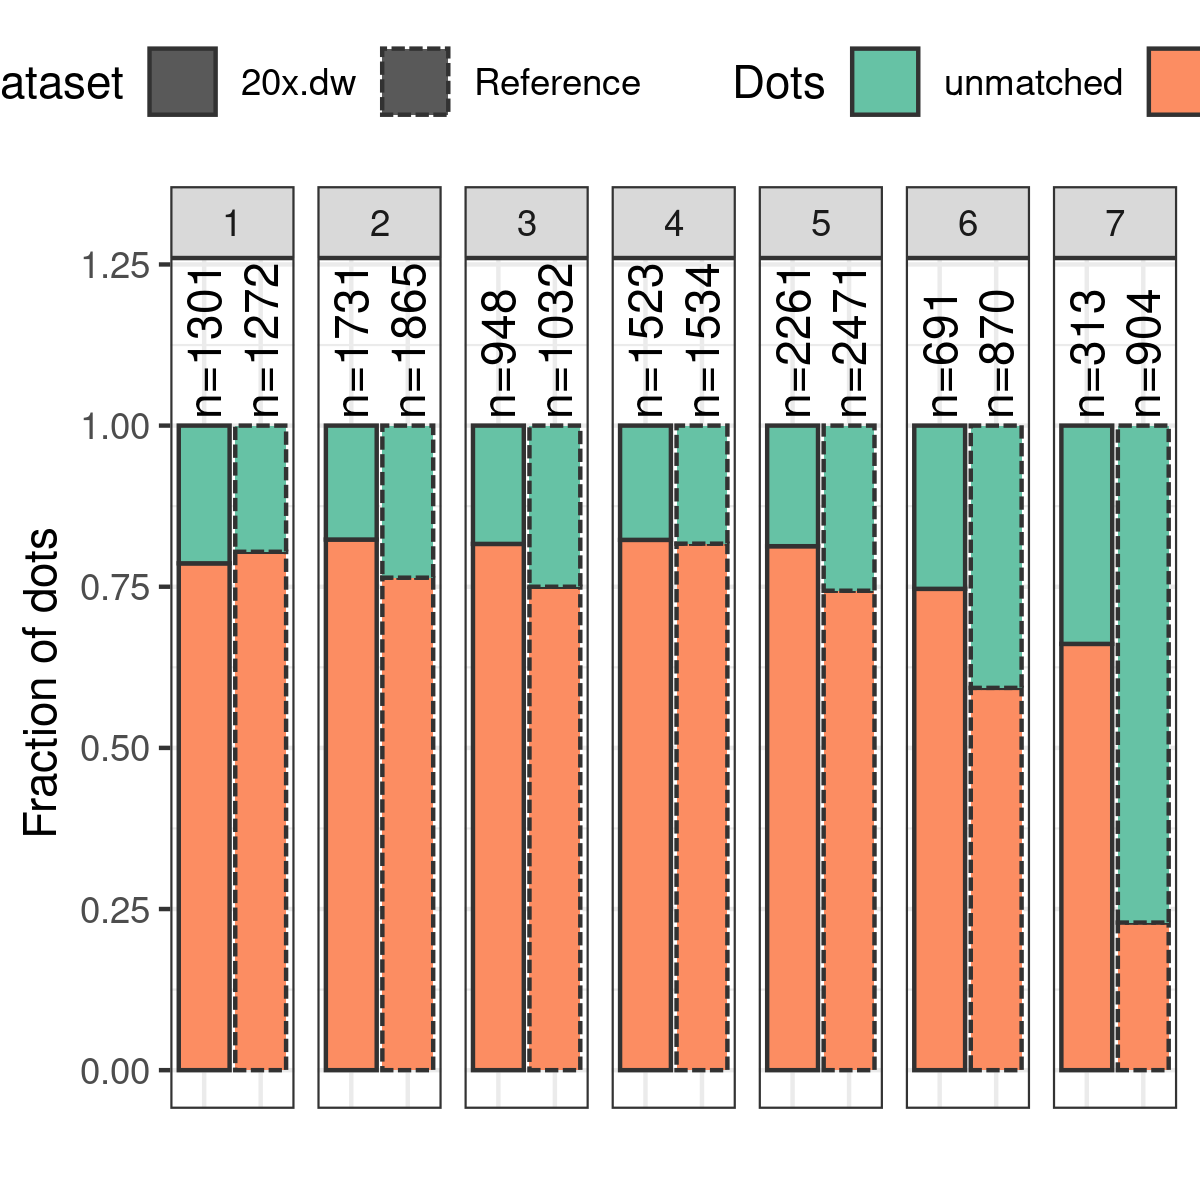 ataset 20x.dw Reference Dots unmatched
1 2 3 4 5 6 7
n=1301 n=1272 n=1731 n=1865 n=948 n=1032 n=1523 n=1534 n=2261 n=2471 n=691 n=870 n=313 n=904
1.25
1.00
0.75
0.50
0.25
0.00
Fraction of dots